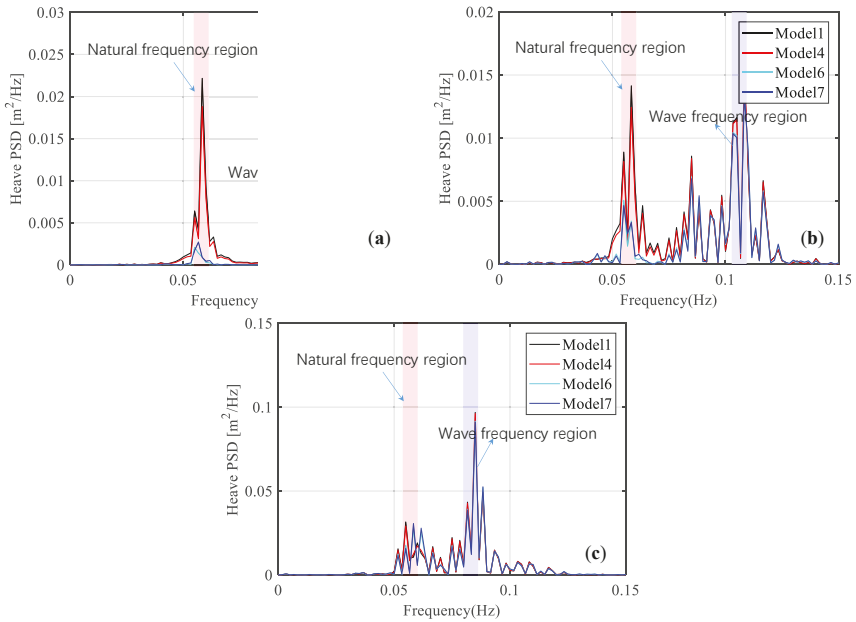 0.03
0.025
0.02
0.015
0.01
0.005
0
Heave PSD [m²/Hz]
Natural frequency region
Wav
(a)
0.05
Frequency
0.02
0.015
0.01
0.005
0
Heave PSD [m²/Hz]
Natural frequency region
Wave frequency region
Model1
Model4
Model6
Model7
(b)
0
0.05
0.1
0.15
Frequency(Hz)
0.15
0.1
0.05
0
Heave PSD [m²/Hz]
Natural frequency region
Wave frequency region
Model1
Model4
Model6
Model7
(c)
0
0.05
0.1
0.15
Frequency(Hz)